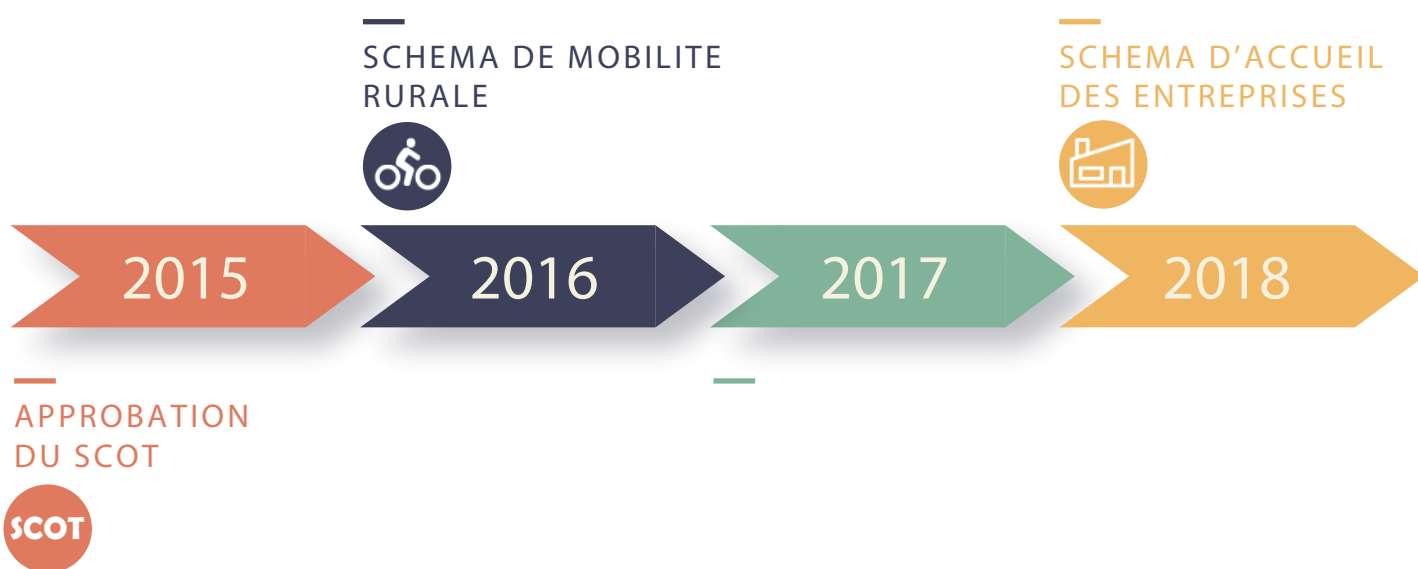 SCHEMA DE MOBILITE
RURALE
SCHEMA D’ACCUEIL
DES ENTREPRISES
2015
2016
2017
2018
APPROBATION
DU SCOT
SCOT